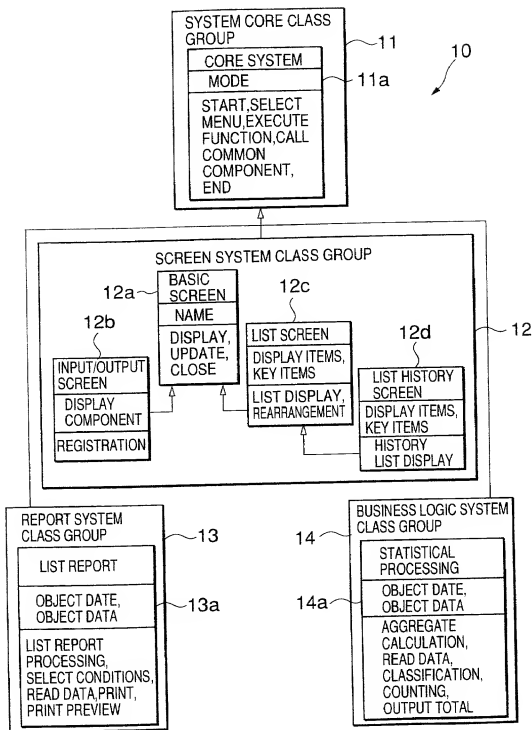 SYSTEM CORE CLASS
GROUP
11
10
CORE SYSTEM
MODE
11a
START,SELECT
MENU,EXECUTE
FUNCTION,CALL
COMMON
COMPONENT,
END
SCREEN SYSTEM CLASS GROUP
12
12a
BASIC
SCREEN
NAME
DISPLAY,
UPDATE,
CLOSE
12b
INPUT/OUTPUT
SCREEN
DISPLAY
COMPONENT
REGISTRATION
12c
LIST SCREEN
DISPLAY ITEMS,
KEY ITEMS
LIST DISPLAY,
REARRANGEMENT
12d
LIST HISTORY
SCREEN
DISPLAY ITEMS,
KEY ITEMS
HISTORY
LIST DISPLAY
REPORT SYSTEM
CLASS GROUP
13
LIST REPORT
OBJECT DATE,
OBJECT DATA
13a
LIST REPORT
PROCESSING,
SELECT CONDITIONS,
READ DATA,PRINT,
PRINT PREVIEW
BUSINESS LOGIC SYSTEM
CLASS GROUP
14
STATISTICAL
PROCESSING
14a
OBJECT DATE,
OBJECT DATA
AGGREGATE
CALCULATION,
READ DATA,
CLASSIFICATION,
COUNTING,
OUTPUT TOTAL